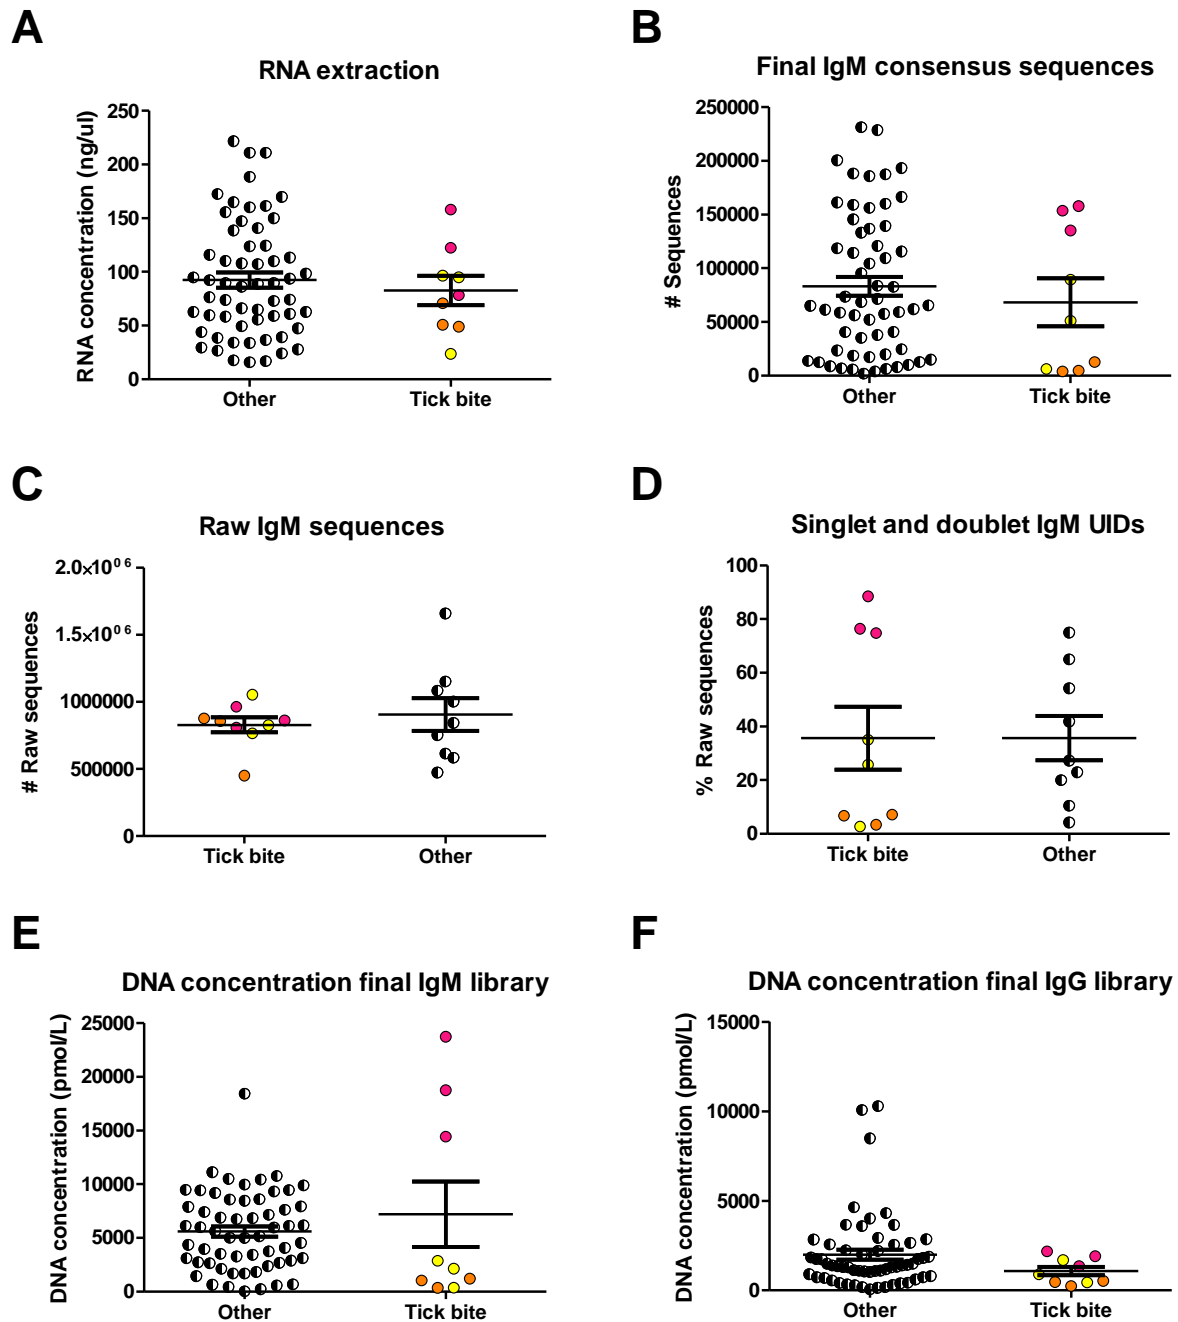 A
RNA extraction
RNA concentration (ng/ul)
250
200
150
100
50
0
Other
Tick bite
B
Final IgM consensus sequences
# Sequences
250000
200000
150000
100000
50000
0
Other
Tick bite
C
Raw IgM sequences
# Raw sequences
2.0×10⁰⁶
1.5×10⁰⁶
1000000
500000
0
Tick bite
Other
D
Singlet and doublet IgM UIDs
% Raw sequences
100
80
60
40
20
0
Tick bite
Other
E
DNA concentration final IgM library
DNA concentration (pmol/L)
25000
20000
15000
10000
5000
0
Other
Tick bite
F
DNA concentration final IgG library
DNA concentration (pmol/L)
15000
10000
5000
0
Other
Tick bite